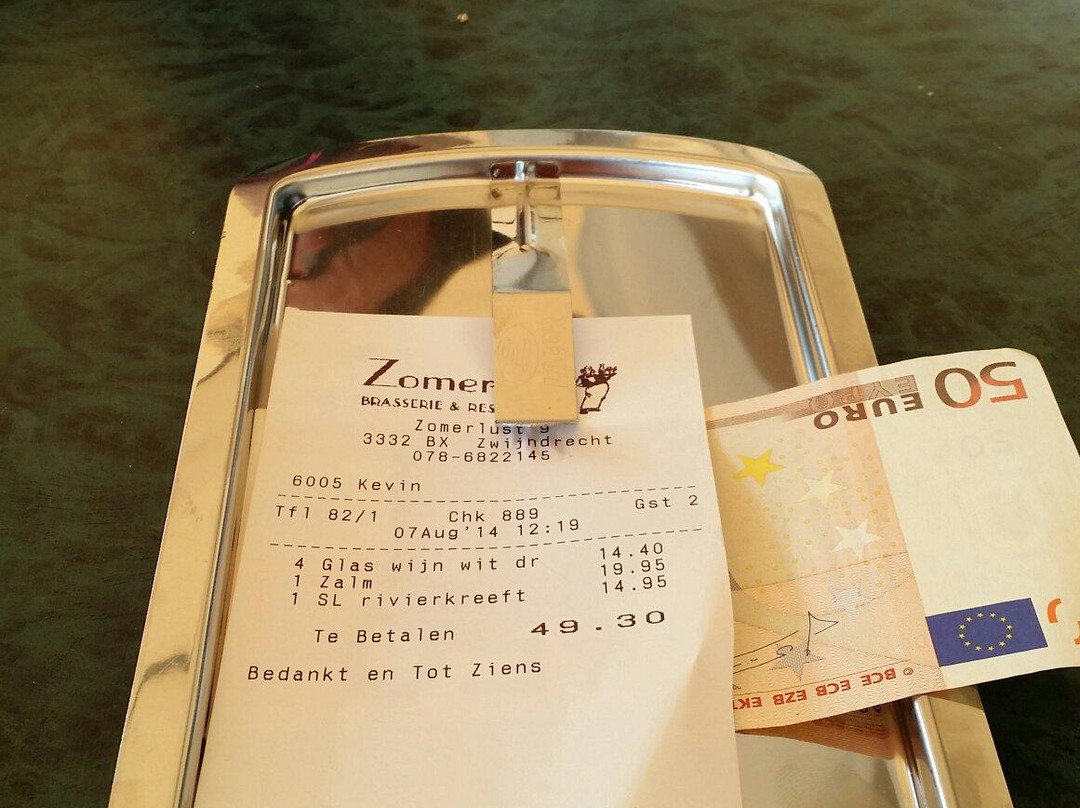 Zomer
BRASSERIE & RES
Zomerlust 9
3332 BX Zwijndrecht
078-6822145
6005 Kevin
Tfl 82/1 Chk 889 Gst 2
07Aug'14 12:19
4 Glas wijn wit dr 14.40
1 Zalm 19.95
1 SL rivierkreeft 14.95
Te Betalen 49.30
Bedankt en Tot Ziens
50 EURO
ΕΥΡΩ
© BCE ECB EZB EKT